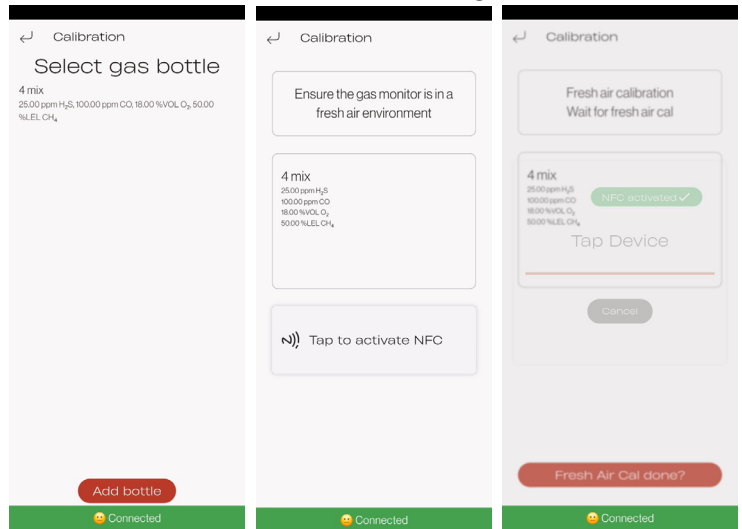 Calibration
Select gas bottle
4 mix
25.00 ppm H₂S, 100.00 ppm CO, 18.00 %VOL O₂, 50.00
%LEL CH₄
Add bottle
Connected
Calibration
Ensure the gas monitor is in a
fresh air environment
4 mix
25.00 ppm H₂S
100.00 ppm CO
18.00 %VOL O₂
50.00 %LEL CH₄
Tap to activate NFC
Connected
Calibration
Fresh air calibration
Wait for fresh air cal
4 mix
25.00 ppm H₂S
100.00 ppm CO
18.00 %VOL O₂
50.00 %LEL CH₄
NFC activated ✓
Tap Device
Cancel
Fresh Air Cal done?
Connected